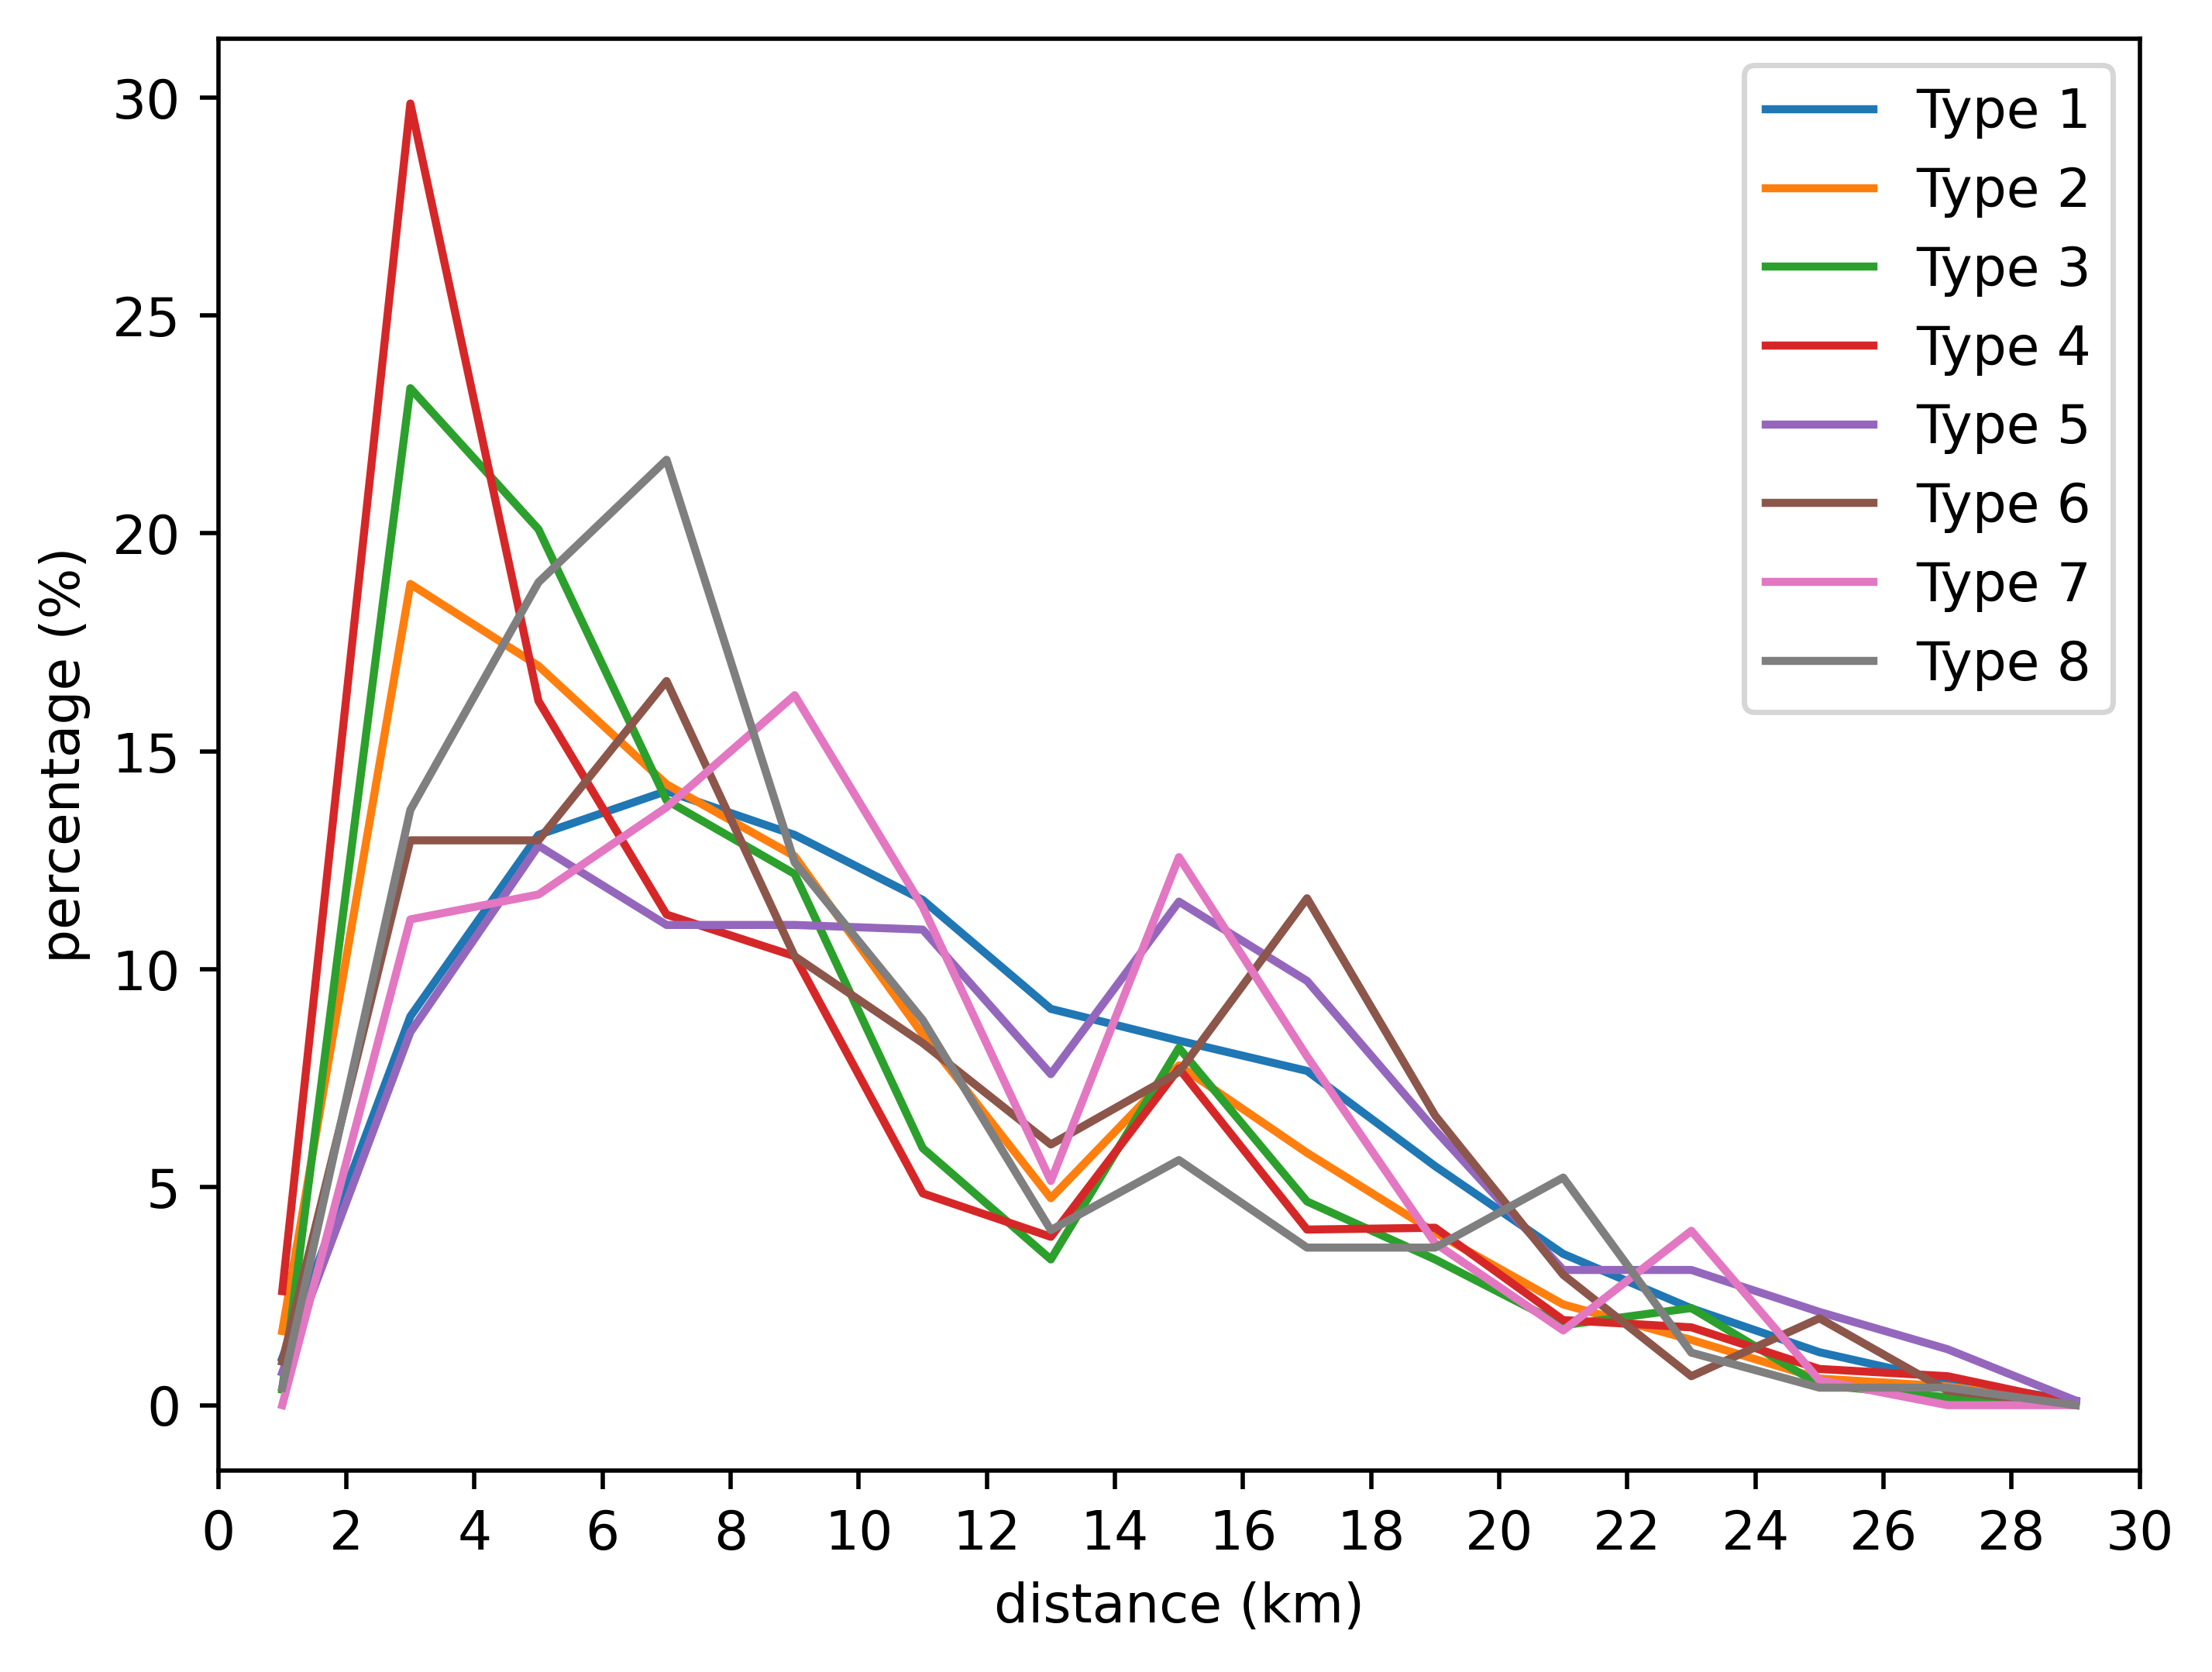 30
25
20
15
10
5
0
percentage (%)
0 2 4 6 8 10 12 14 16 18 20 22 24 26 28 30
distance (km)
Type 1
Type 2
Type 3
Type 4
Type 5
Type 6
Type 7
Type 8